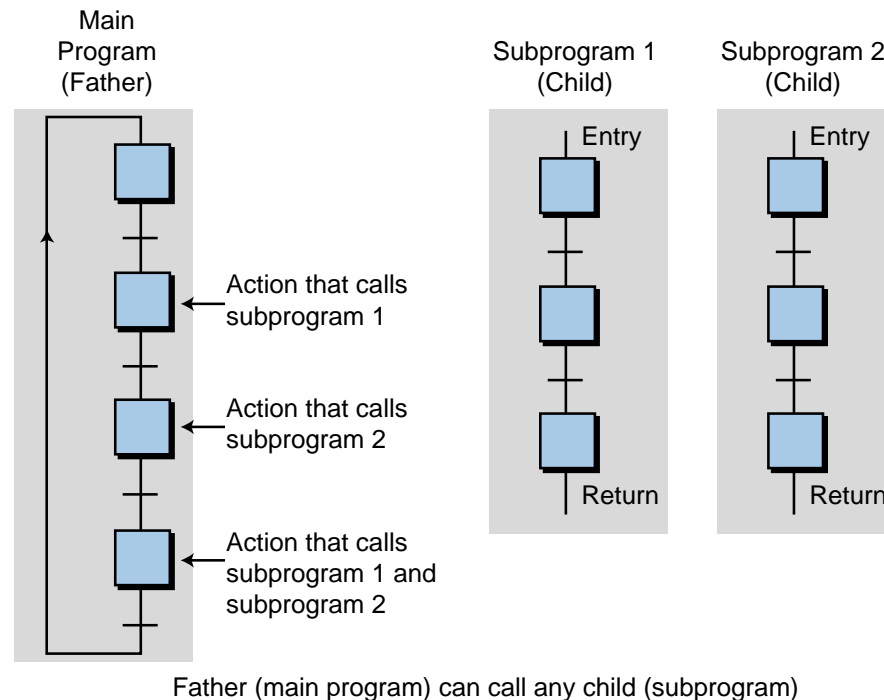 Main
Program
(Father)
Subprogram 1
(Child)
Subprogram 2
(Child)
Entry
Entry
Action that calls
subprogram 1
Action that calls
subprogram 2
Return
Return
Action that calls
subprogram 1 and
subprogram 2
Father (main program) can call any child (subprogram)